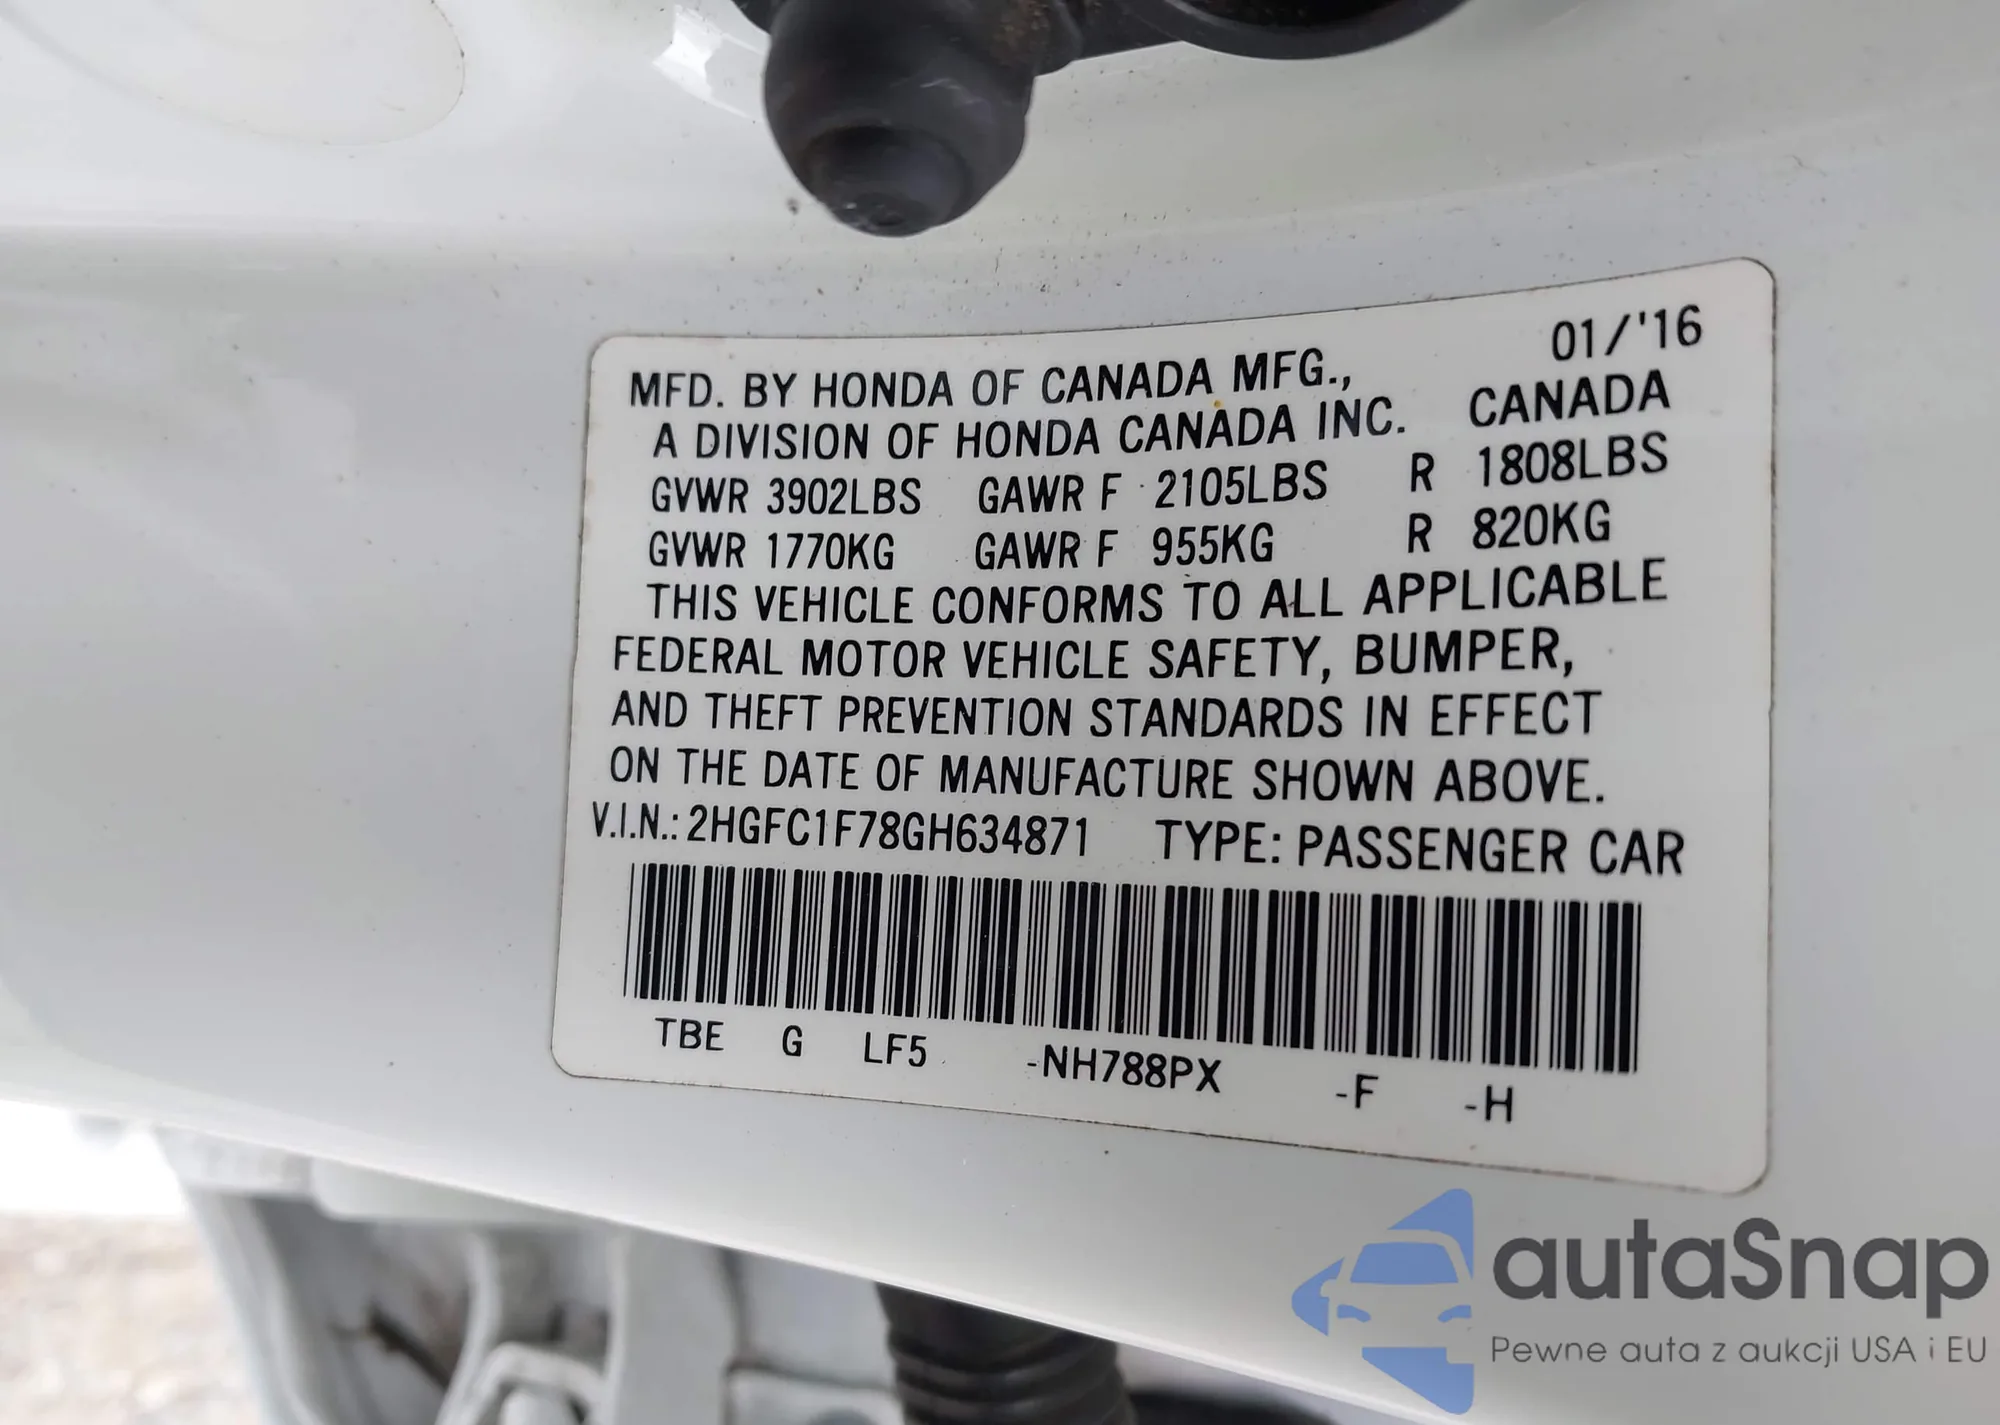 01/'16
MFD. BY HONDA OF CANADA MFG.,
A DIVISION OF HONDA CANADA INC. CANADA
GVWR 3902LBS GAWR F 2105LBS R 1808LBS
GVWR 1770KG GAWR F 955KG R 820KG
THIS VEHICLE CONFORMS TO ALL APPLICABLE
FEDERAL MOTOR VEHICLE SAFETY, BUMPER,
AND THEFT PREVENTION STANDARDS IN EFFECT
ON THE DATE OF MANUFACTURE SHOWN ABOVE.
V.I.N.: 2HGFC1F78GH634871 TYPE: PASSENGER CAR
TBE G LF5 -NH788PX -F -H
autaSnap
Pewne auta z aukcji USA i EU